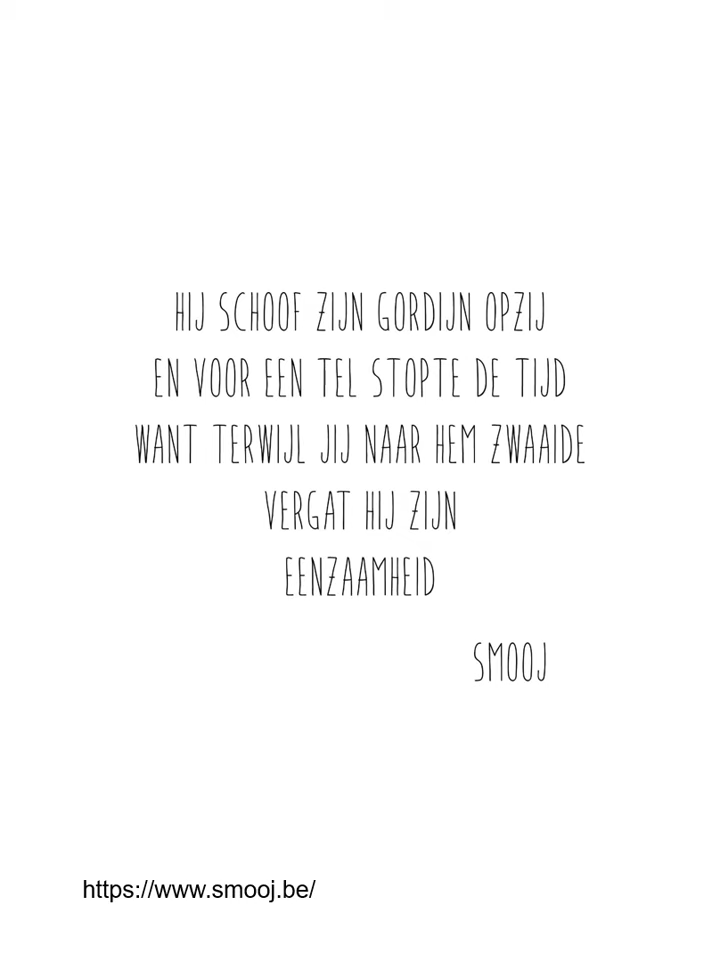 HIJ SCHOOF ZIJN GORDIJN OPZIJ
EN VOOR EEN TEL STOPTE DE TIJD
WANT TERWIJL JIJ NAAR HEM ZWAAIDE
VERGAT HIJ ZIJN
EENZAAMHEID
SMOOJ
https://www.smooj.be/